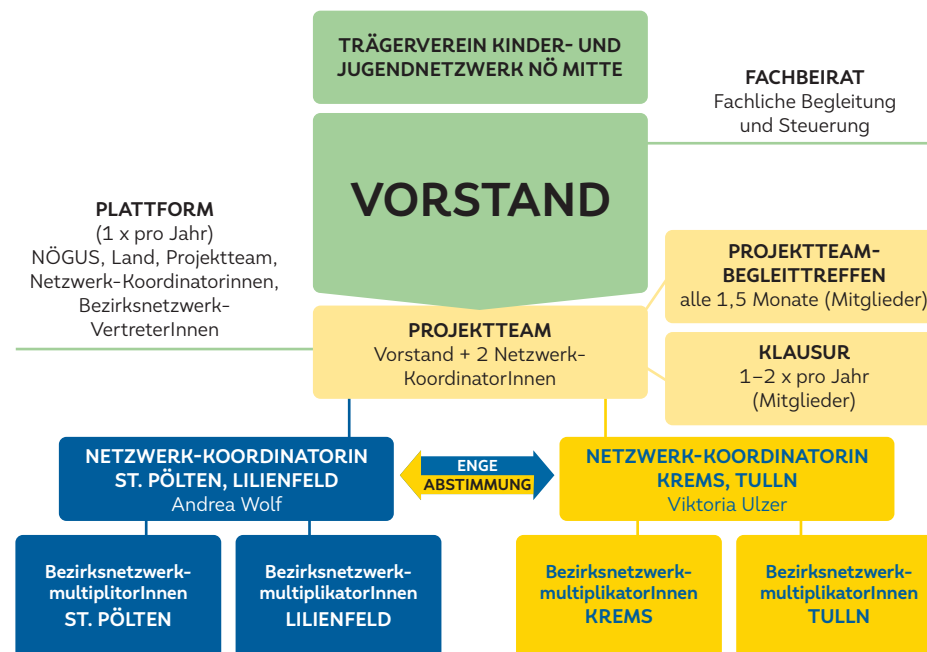 TRÄGERVEREIN KINDER- UND
JUGENDNETZWERK NÖ MITTE
FACHBEIRAT
Fachliche Begleitung
und Steuerung
VORSTAND
PLATTFORM
(1 x pro Jahr)
NÖGUS, Land, Projektteam,
Netzwerk-Koordinatorinnen,
Bezirksnetzwerk-
VertreterInnen
PROJEKTTEAM-
BEGLEITTREFFEN
alle 1,5 Monate (Mitglieder)
PROJEKTTEAM
Vorstand + 2 Netzwerk-
KoordinatorInnen
KLAUSUR
1–2 x pro Jahr
(Mitglieder)
NETZWERK-KOORDINATORIN
ST. PÖLTEN, LILIENFELD
Andrea Wolf
ENGE
ABSTIMMUNG
NETZWERK-KOORDINATORIN
KREMS, TULLN
Viktoria Ulzer
Bezirksnetzwerk-
multiplitorInnen
ST. PÖLTEN
Bezirksnetzwerk-
multiplikatorInnen
LILIENFELD
Bezirksnetzwerk-
multiplikatorInnen
KREMS
Bezirksnetzwerk-
multiplikatorInnen
TULLN